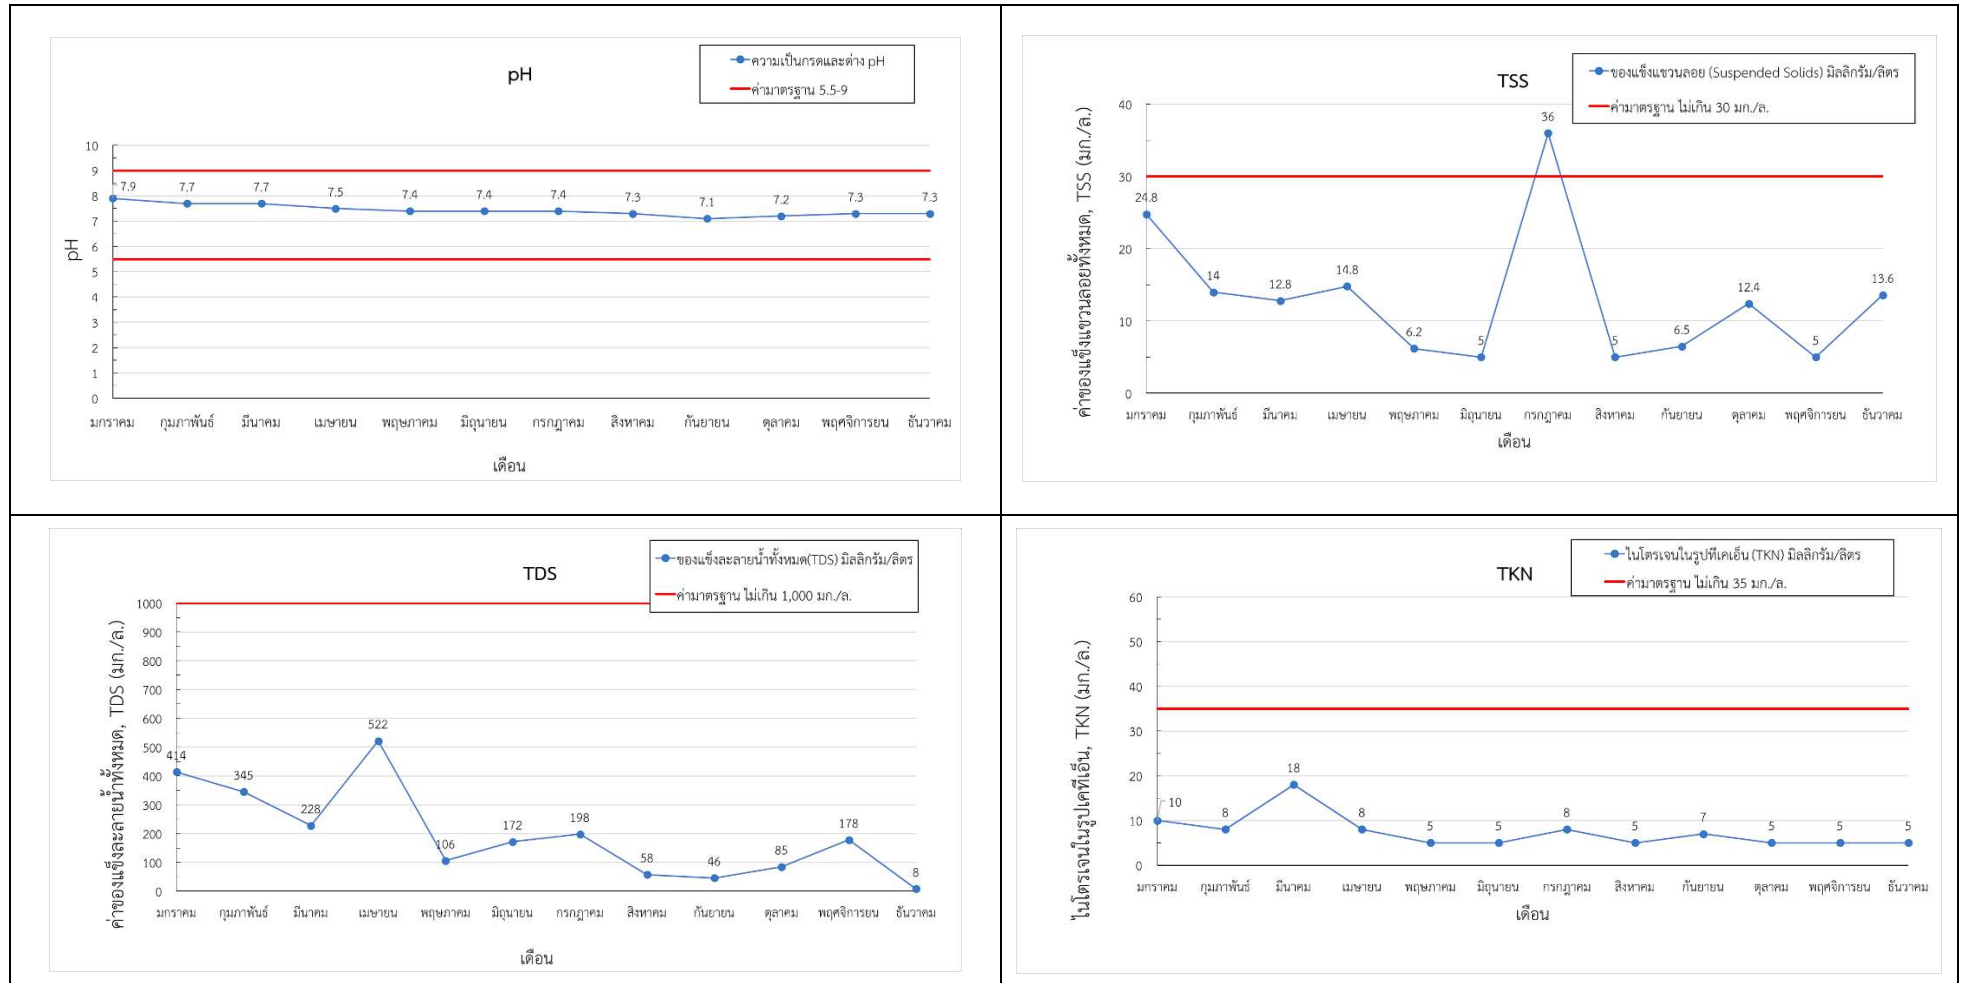 pH
ความเป็นกรดและด่าง pH
ค่ามาตรฐาน 5.5-9
pH
10
9
8
7
6
5
4
3
2
1
0
7.9 7.7 7.7 7.5 7.4 7.4 7.4 7.3 7.1 7.2 7.3 7.3
มกราคม กุมภาพันธ์ มีนาคม เมษายน พฤษภาคม มิถุนายน กรกฎาคม สิงหาคม กันยายน ตุลาคม พฤศจิการยน ธันวาคม
เดือน
TSS
ของแข็งแขวนลอย (Suspended Solids) มิลลิกรัม/ลิตร
ค่ามาตรฐาน ไม่เกิน 30 มก./ล.
ค่าของแข็งแขวนลอยทั้งหมด, TSS (มก./ล.)
40
30
20
10
0
24.8 14 12.8 14.8 6.2 5 36 5 6.5 12.4 5 13.6
มกราคม กุมภาพันธ์ มีนาคม เมษายน พฤษภาคม มิถุนายน กรกฎาคม สิงหาคม กันยายน ตุลาคม พฤศจิการยน ธันวาคม
เดือน
TDS
ของแข็งละลายน้ำทั้งหมด(TDS) มิลลิกรัม/ลิตร
ค่ามาตรฐาน ไม่เกิน 1,000 มก./ล.
ค่าของแข็งละลายน้ำทั้งหมด, TDS (มก./ล.)
1000
900
800
700
600
500
400
300
200
100
0
414 345 228 522 106 172 198 58 46 85 178 8
มกราคม กุมภาพันธ์ มีนาคม เมษายน พฤษภาคม มิถุนายน กรกฎาคม สิงหาคม กันยายน ตุลาคม พฤศจิการยน ธันวาคม
เดือน
TKN
ไนโตรเจนในรูปทีเคเอ็น (TKN) มิลลิกรัม/ลิตร
ค่ามาตรฐาน ไม่เกิน 35 มก./ล.
ไนโตรเจนในรูปเคทีเอ็น, TKN (มก./ล.)
60
50
40
30
20
10
0
10 8 18 8 5 5 8 5 7 5 5 5
มกราคม กุมภาพันธ์ มีนาคม เมษายน พฤษภาคม มิถุนายน กรกฎาคม สิงหาคม กันยายน ตุลาคม พฤศจิการยน ธันวาคม
เดือน